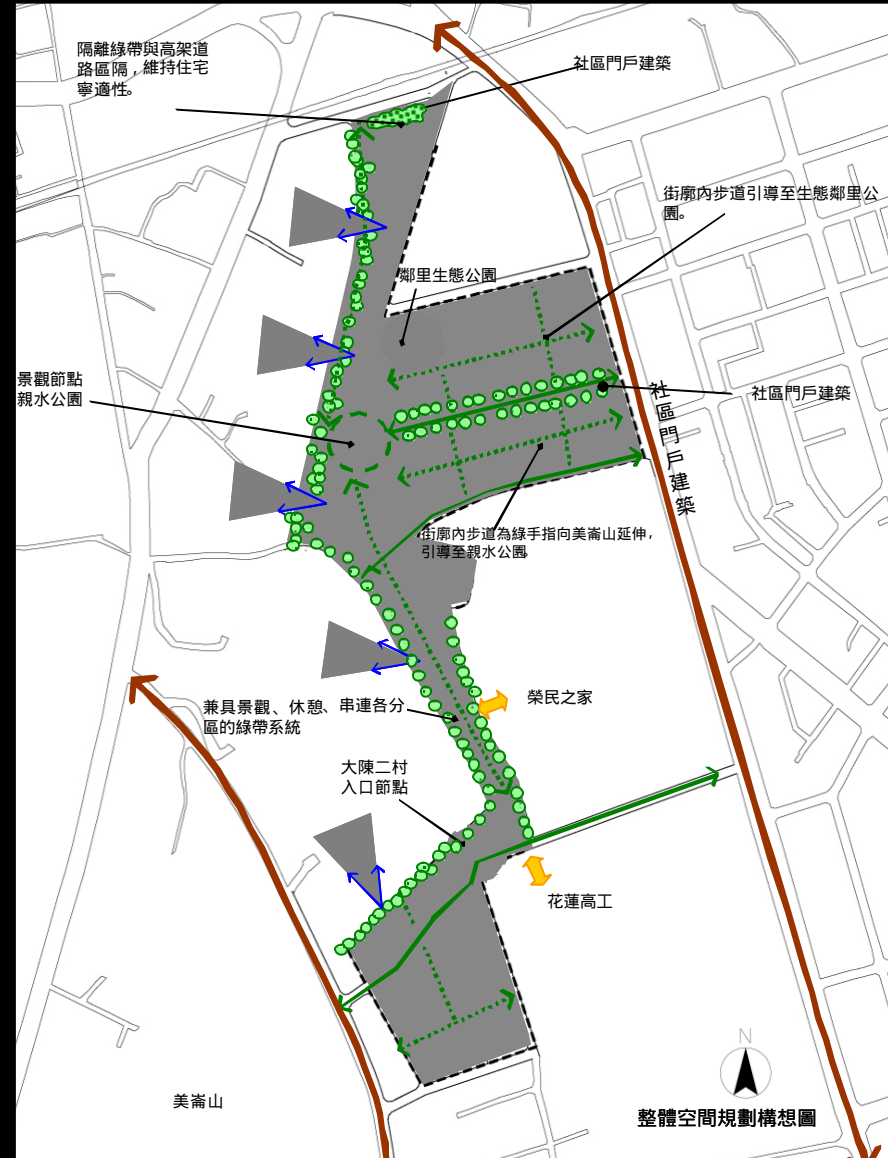 隔離綠帶與高架道
路區隔，維持住宅
寧適性。
社區門戶建築
街廓內步道引導至生態鄰里公
園。
鄰里生態公園
景觀節點
親水公園
社區門戶建築
社區門戶建築
街廓內步道為綠手指向美崙山延伸，
引導至親水公園
榮民之家
兼具景觀、休憩、串連各分
區的綠帶系統
大陳二村
入口節點
花蓮高工
N
美崙山
整體空間規劃構想圖